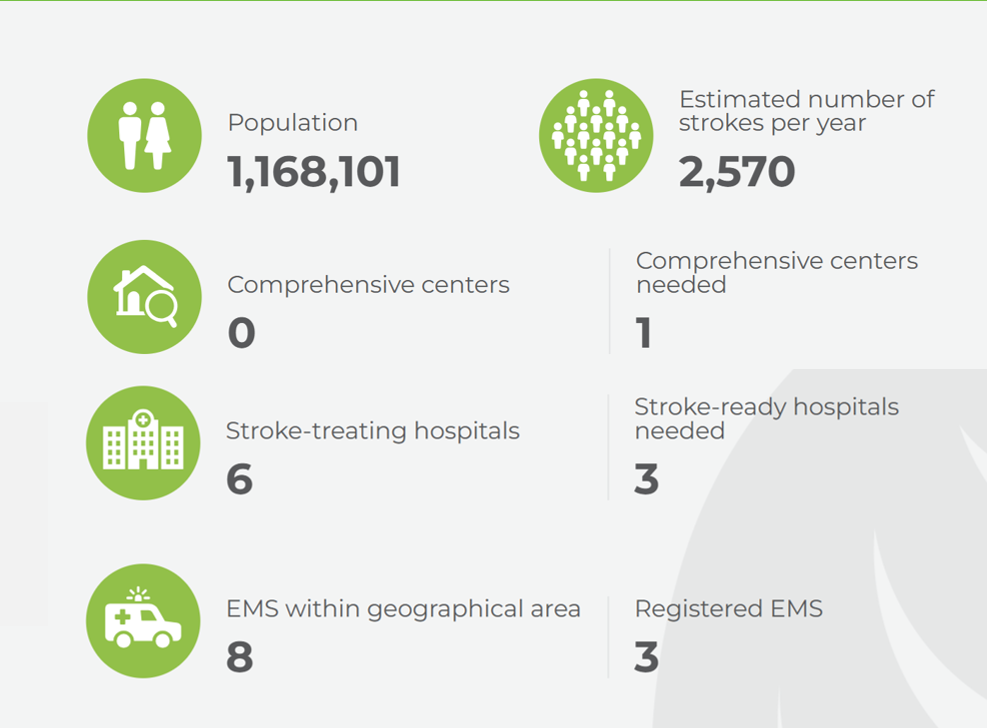 Population
1,168,101
Estimated number of
strokes per year
2,570
Comprehensive centers
0
Comprehensive centers
needed
1
Stroke-treating hospitals
6
Stroke-ready hospitals
needed
3
EMS within geographical area
8
Registered EMS
3